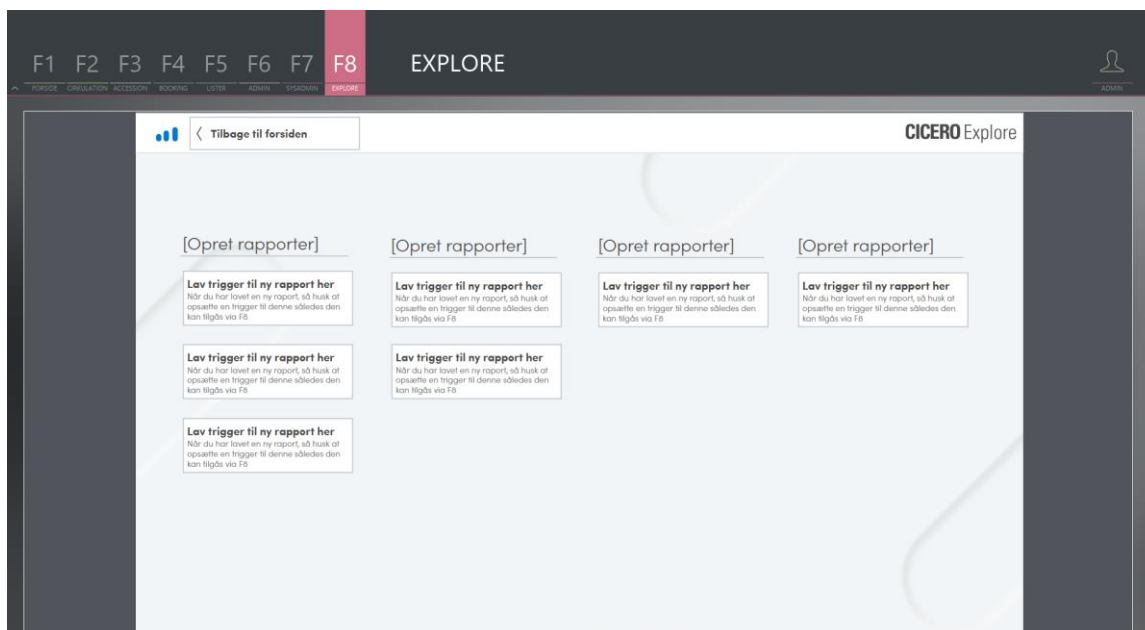 F1 F2 F3 F4 F5 F6 F7 F8 EXPLORE
FORSIDE CIRKULATION ACCESSION BOOKING LISTER ADMIN SYSADMIN EXPLORE ADMIN
Tilbage til forsiden
CICERO Explore
[Opret rapporter]
Lav trigger til ny rapport her
Når du har lavet en ny raport, så husk at
opsætte en trigger til denne således den
kan tilgås via F8
Lav trigger til ny rapport her
Når du har lavet en ny raport, så husk at
opsætte en trigger til denne således den
kan tilgås via F8
Lav trigger til ny rapport her
Når du har lavet en ny raport, så husk at
opsætte en trigger til denne således den
kan tilgås via F8
[Opret rapporter]
Lav trigger til ny rapport her
Når du har lavet en ny raport, så husk at
opsætte en trigger til denne således den
kan tilgås via F8
Lav trigger til ny rapport her
Når du har lavet en ny raport, så husk at
opsætte en trigger til denne således den
kan tilgås via F8
[Opret rapporter]
Lav trigger til ny rapport her
Når du har lavet en ny raport, så husk at
opsætte en trigger til denne således den
kan tilgås via F8
[Opret rapporter]
Lav trigger til ny rapport her
Når du har lavet en ny raport, så husk at
opsætte en trigger til denne således den
kan tilgås via F8